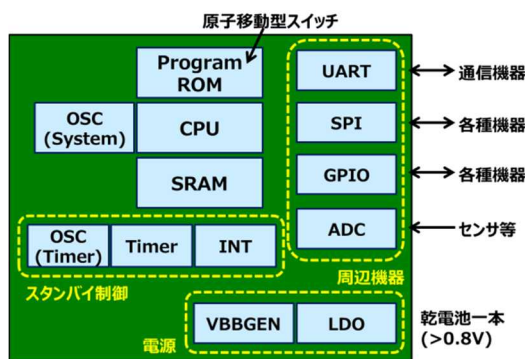 原子移動型スイッチ
Program
ROM
OSC
(System)
CPU
SRAM
OSC
(Timer)
Timer
INT
スタンバイ制御
UART
SPI
GPIO
ADC
周辺機器
通信機器
各種機器
各種機器
センサ等
電源
VBBGEN
LDO
乾電池一本
(>0.8V)